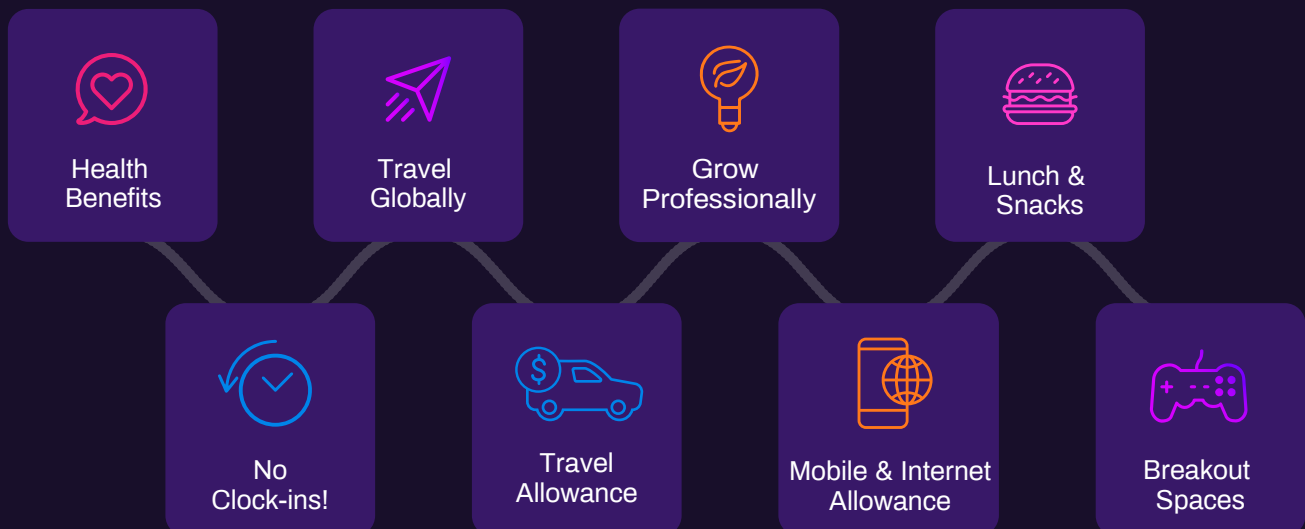 Health
Benefits
Travel
Globally
Grow
Professionally
Lunch &
Snacks
No
Clock-ins!
$
Travel
Allowance
Mobile & Internet
Allowance
Breakout
Spaces